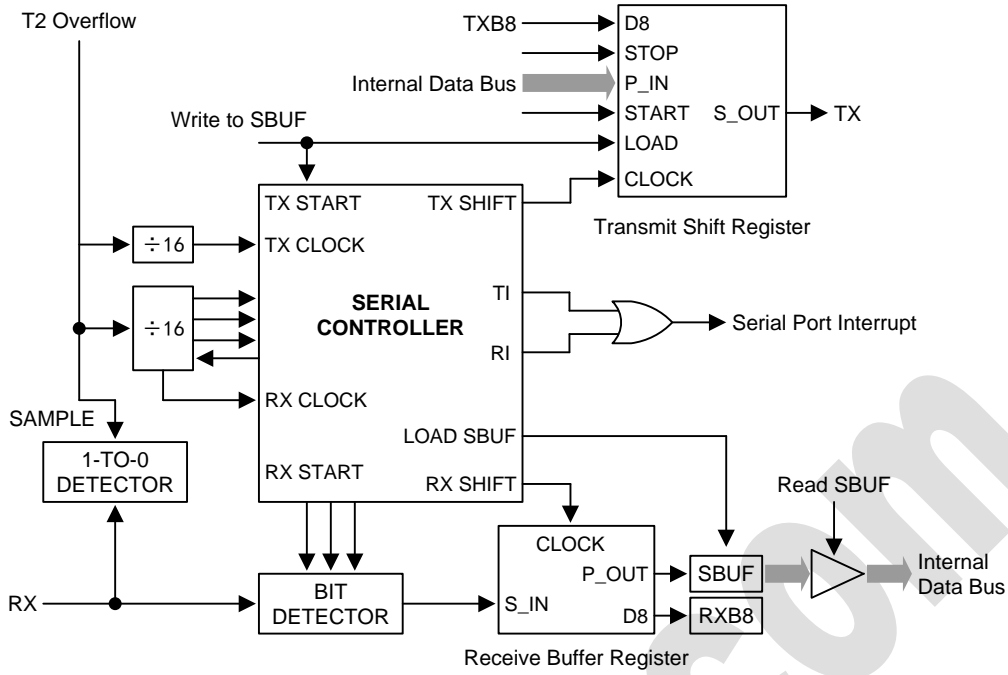 T2 Overflow
TXB8
D8
STOP
Internal Data Bus
P_IN
START
S_OUT
TX
Write to SBUF
LOAD
CLOCK
TX START
TX SHIFT
Transmit Shift Register
÷16
TX CLOCK
TI
SERIAL
CONTROLLER
Serial Port Interrupt
÷16
RI
RX CLOCK
SAMPLE
LOAD SBUF
1-TO-0
DETECTOR
RX START
RX SHIFT
Read SBUF
CLOCK
P_OUT
SBUF
Internal
Data Bus
RX
BIT
DETECTOR
S_IN
D8
RXB8
Receive Buffer Register
com